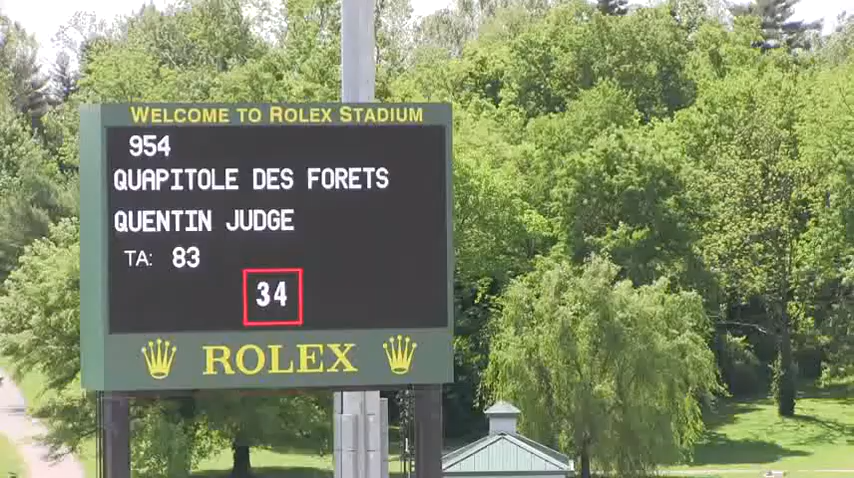 WELCOME TO ROLEX STADIUM
954
QUAPITOLE DES FORETS
QUENTIN JUDGE
TA: 83
34
ROLEX